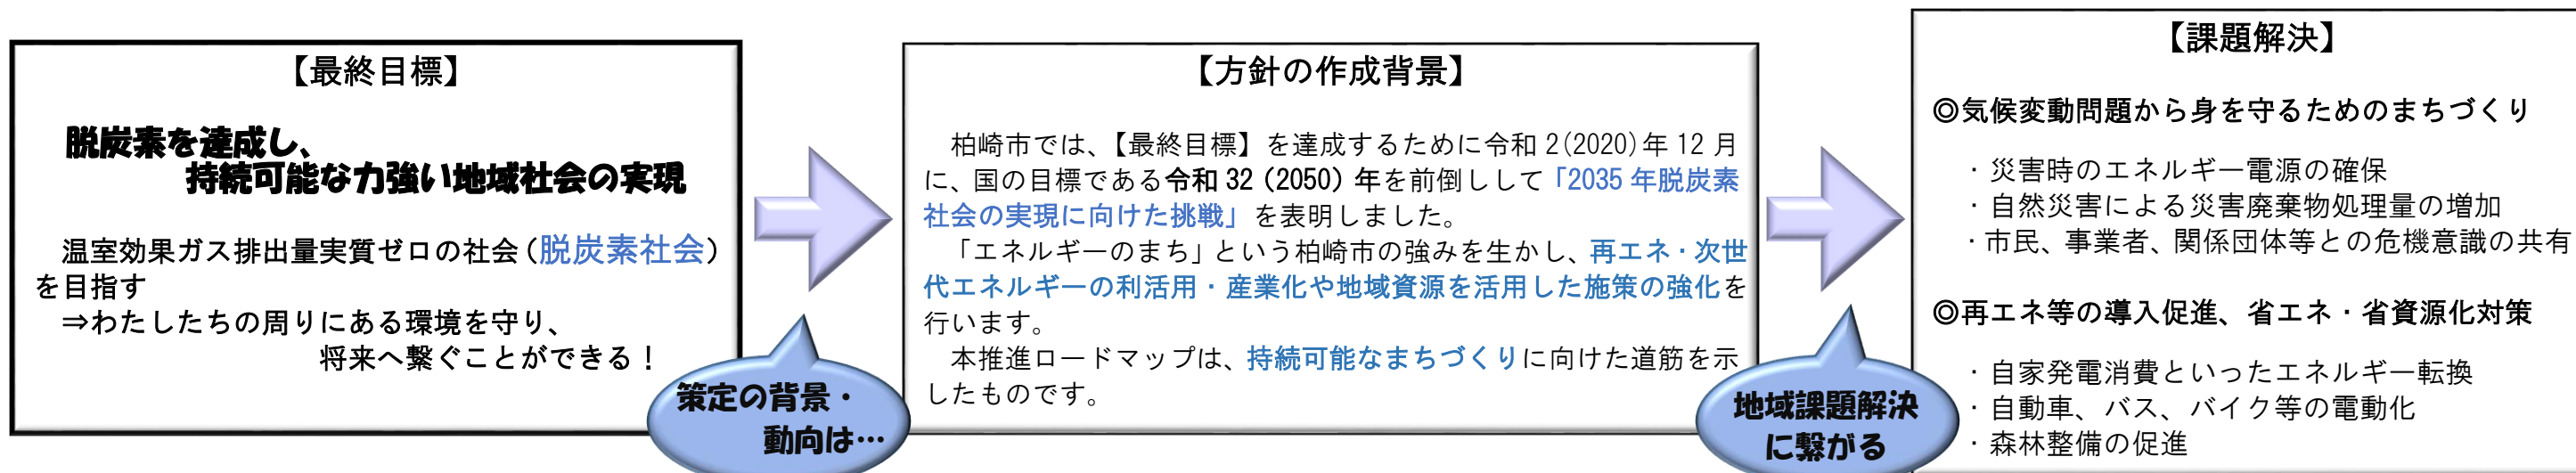 【最終目標】
脱炭素を達成し、
持続可能な力強い地域社会の実現
温室効果ガス排出量実質ゼロの社会(脱炭素社会)
を目指す
⇒わたしたちの周りにある環境を守り、
将来へ繋ぐことができる!
策定の背景・
動向は…
【方針の作成背景】
柏崎市では、【最終目標】を達成するために令和2(2020)年12月
に、国の目標である令和32(2050)年を前倒しして「2035年脱炭素
社会の実現に向けた挑戦」を表明しました。
「エネルギーのまち」という柏崎市の強みを生かし、再エネ・次世
代エネルギーの利活用・産業化や地域資源を活用した施策の強化を
行います。
本推進ロードマップは、持続可能なまちづくりに向けた道筋を示
したものです。
地域課題解決
に繋がる
【課題解決】
◎気候変動問題から身を守るためのまちづくり
・災害時のエネルギー電源の確保
・自然災害による災害廃棄物処理量の増加
・市民、事業者、関係団体等との危機意識の共有
◎再エネ等の導入促進、省エネ・省資源化対策
・自家発電消費といったエネルギー転換
・自動車、バス、バイク等の電動化
・森林整備の促進